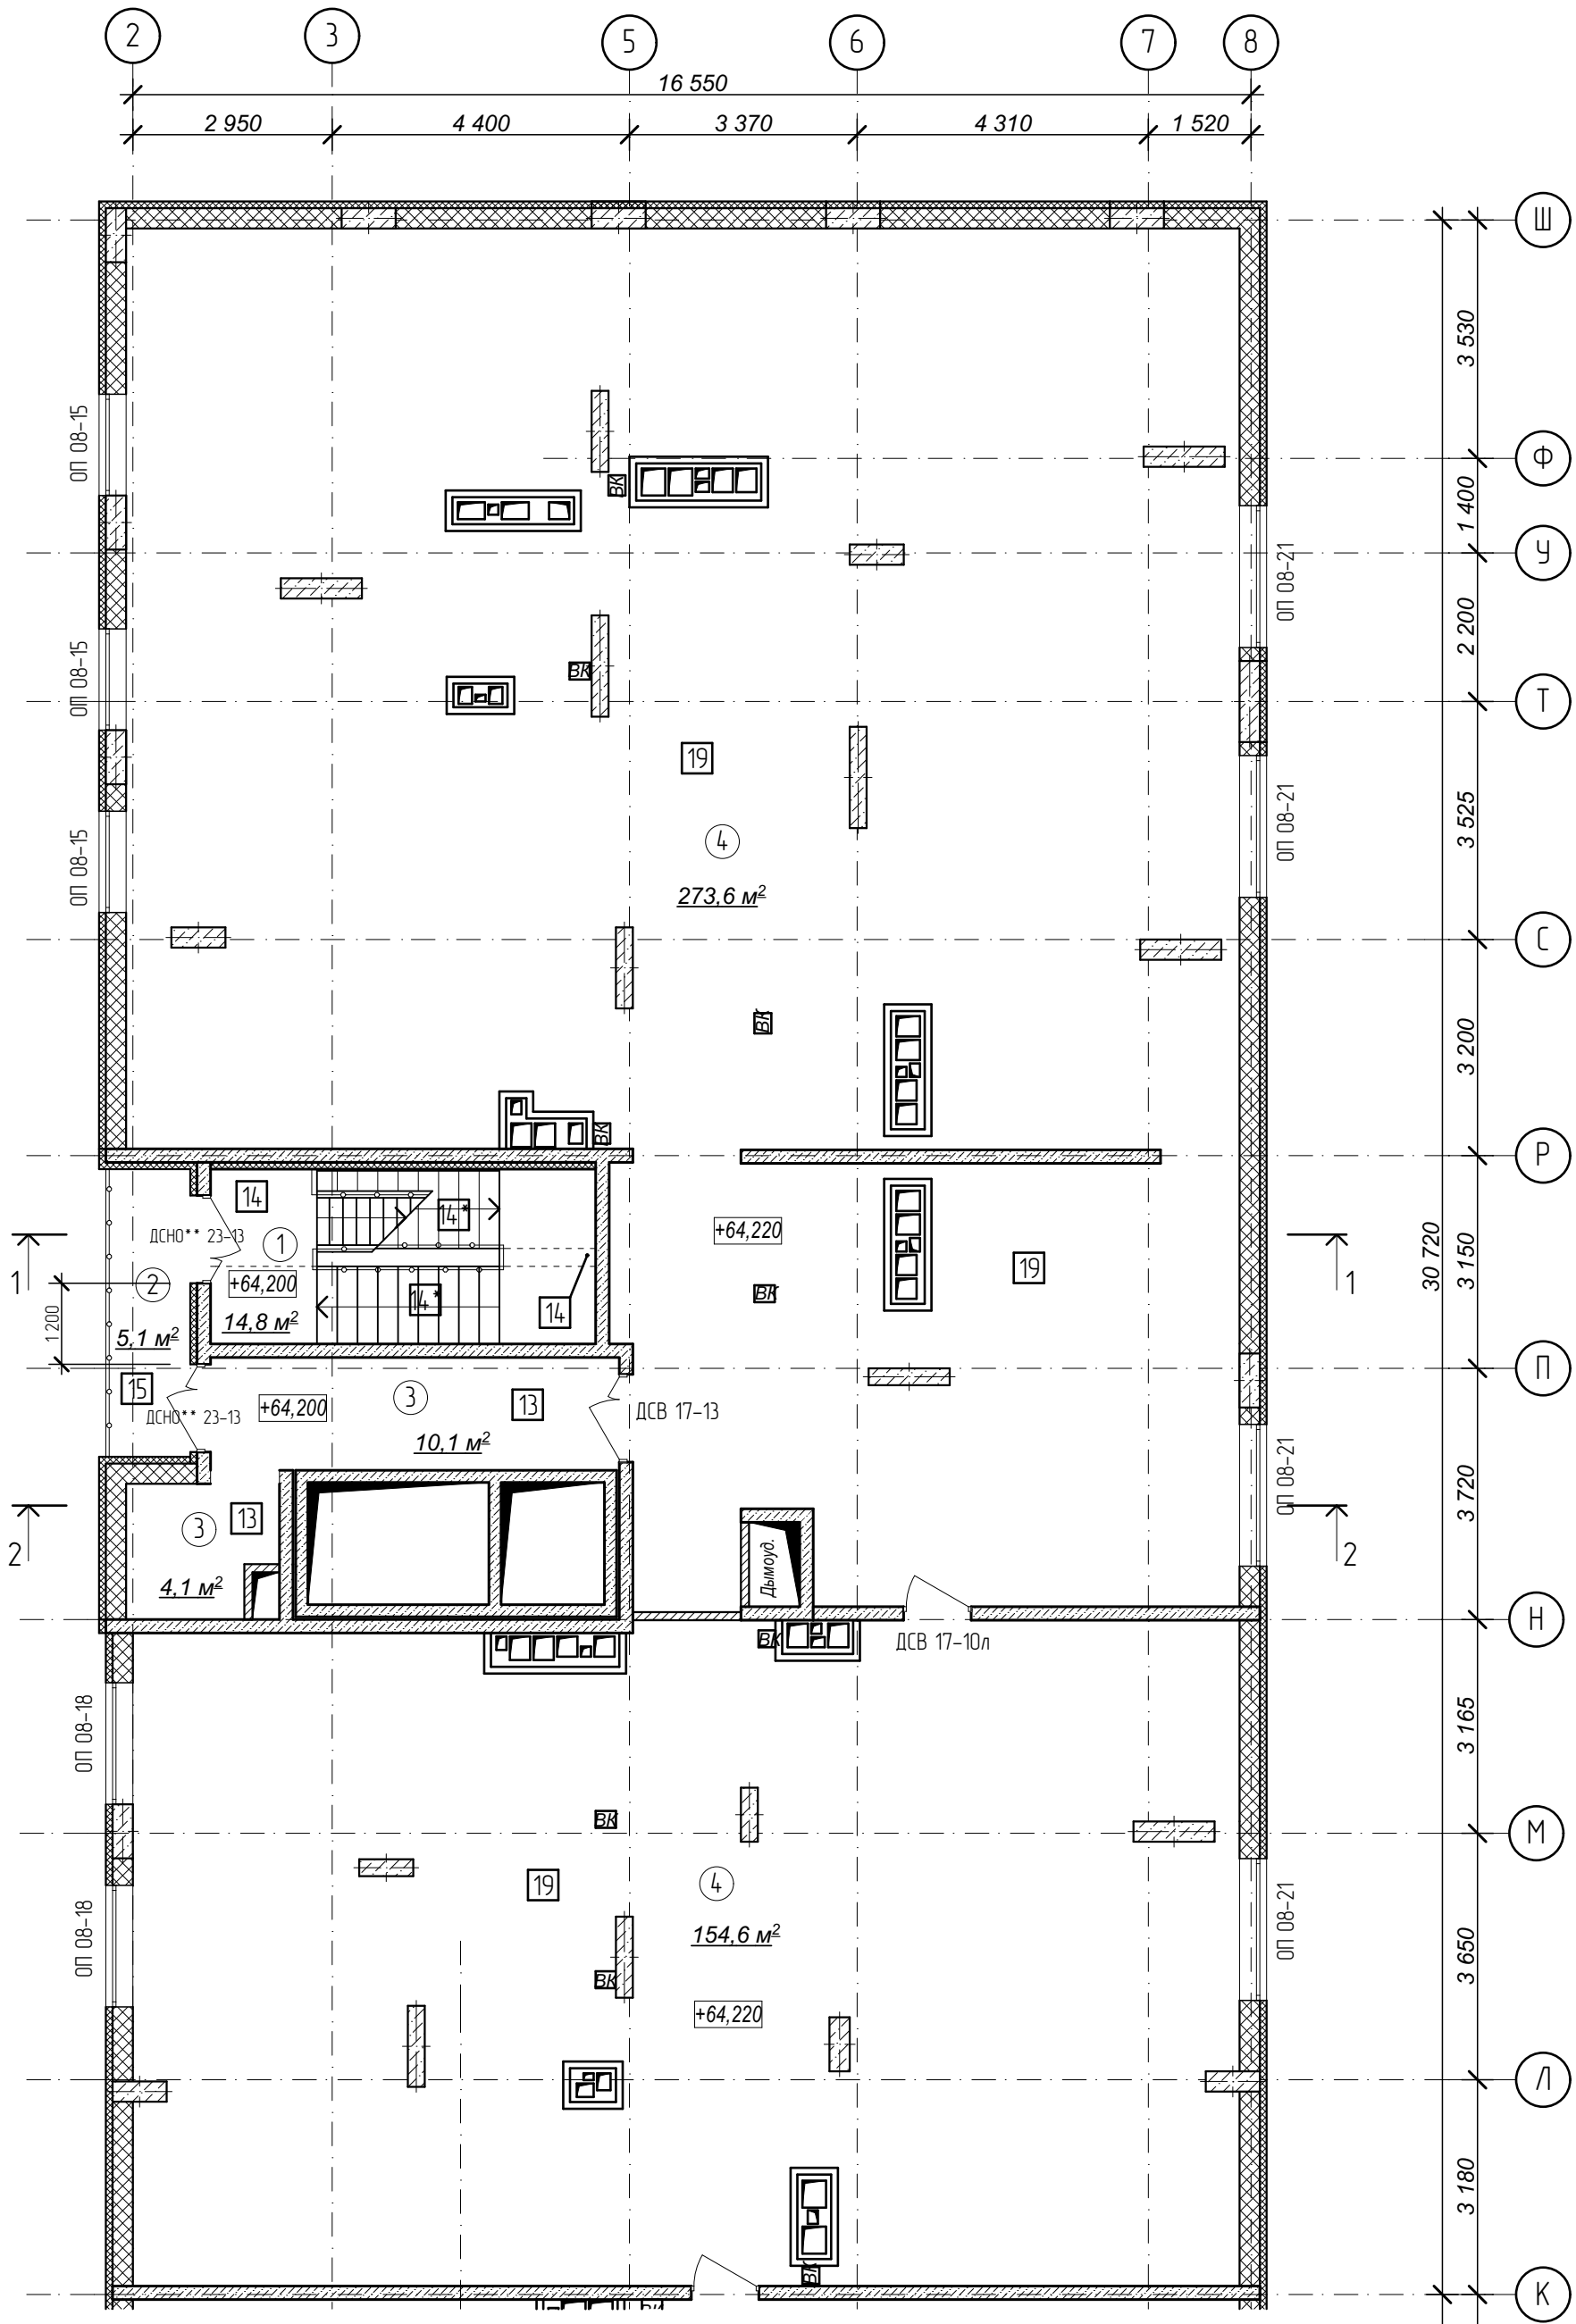 2 3 5 6 7 8
16 550
2 950 4 400 3 370 4 310 1 520
Ш
3 530
ОП 08-15
Ф
ВК
1 400
У
ОП 08-21
2 200
ОП 08-15
ВК
Т
19
ОП 08-15
4
ОП 08-21
3 525
273,6 м²
С
ВК
3 200
ВК
Р
14
14*
+64,220
ДСНО** 23-13
1
1
1
30 720
3 150
19
2
+64,200
ВК
14*
14
14,8 м²
1200
5,1 м²
П
15
3
13
+64,200
ДСНО** 23-13
ДСВ 17-13
10,1 м²
ОП 08-21
3 720
13
3
2
2
Дымоуд.
4,1 м²
Н
ВК
ДСВ 17-10л
ОП 08-18
3 165
ВК
М
19
4
154,6 м²
ОП 08-18
ОП 08-21
3 650
ВК
+64,220
Л
3 180
ВК
К
ВК